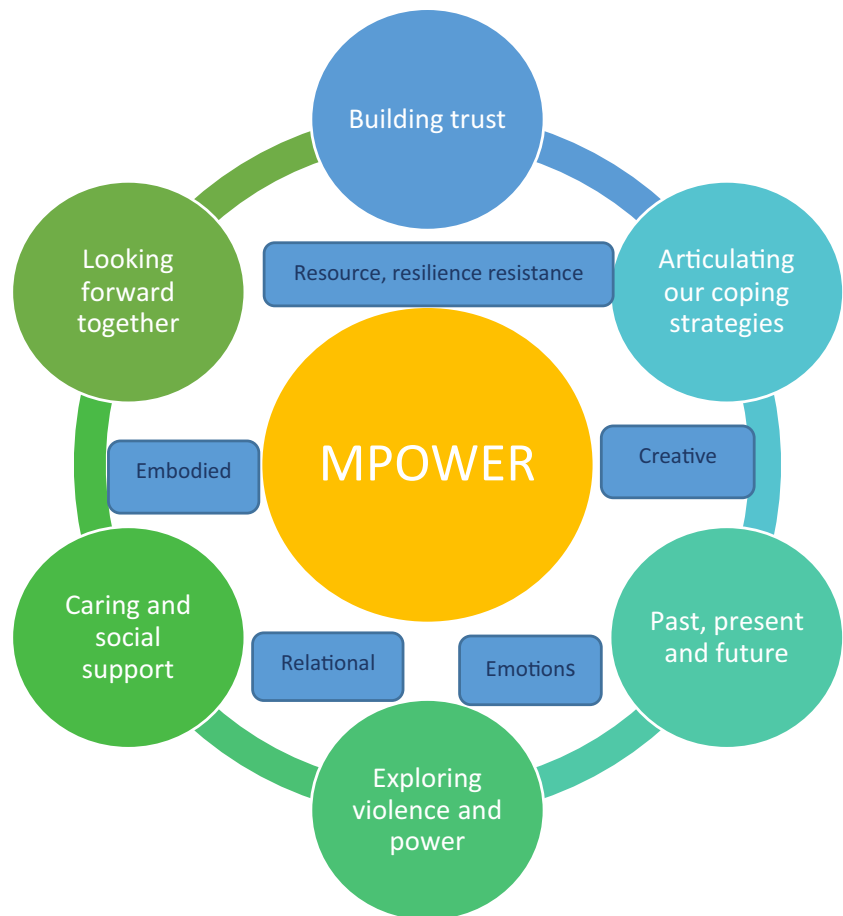 Building trust
Looking
forward
together
Resource, resilience resistance
Articulating
our coping
strategies
MPOWER
Embodied
Creative
Caring and
social
support
Relational
Emotions
Past, present
and future
Exploring
violence and
power